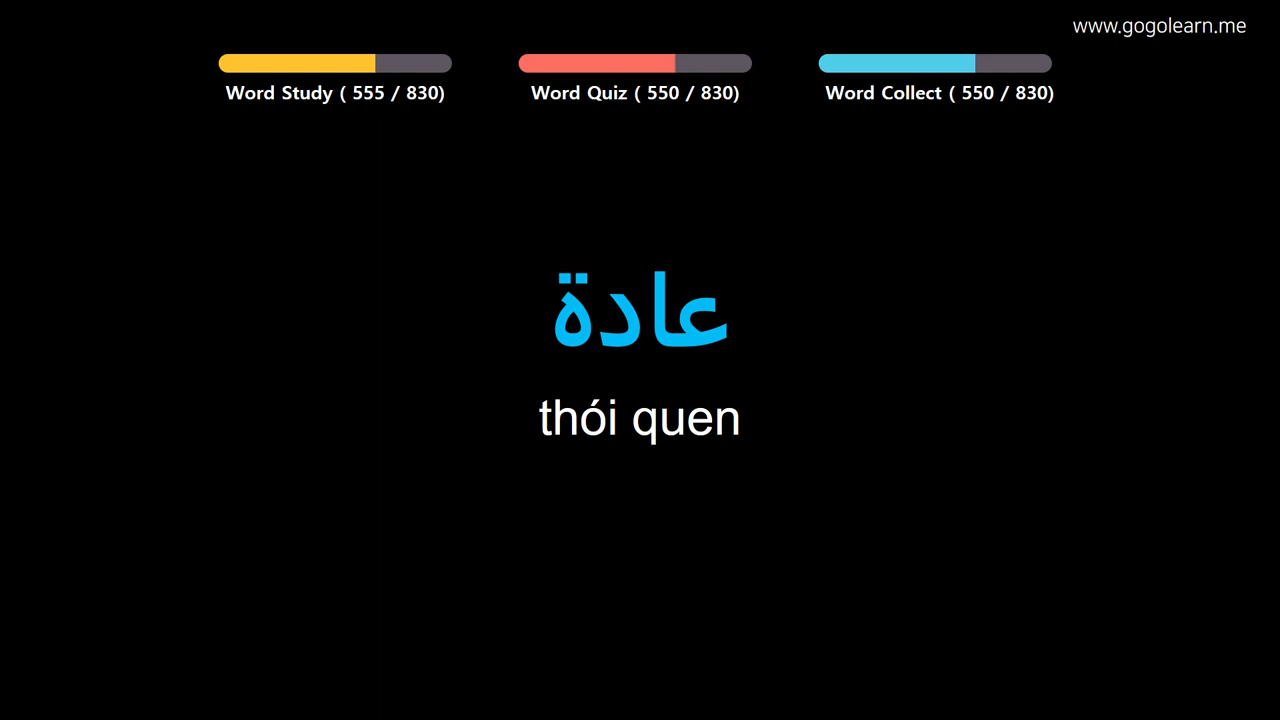 www.gogolearn.me
Word Study ( 555 / 830)
Word Quiz ( 550 / 830)
Word Collect ( 550 / 830)
عادة
thói quen